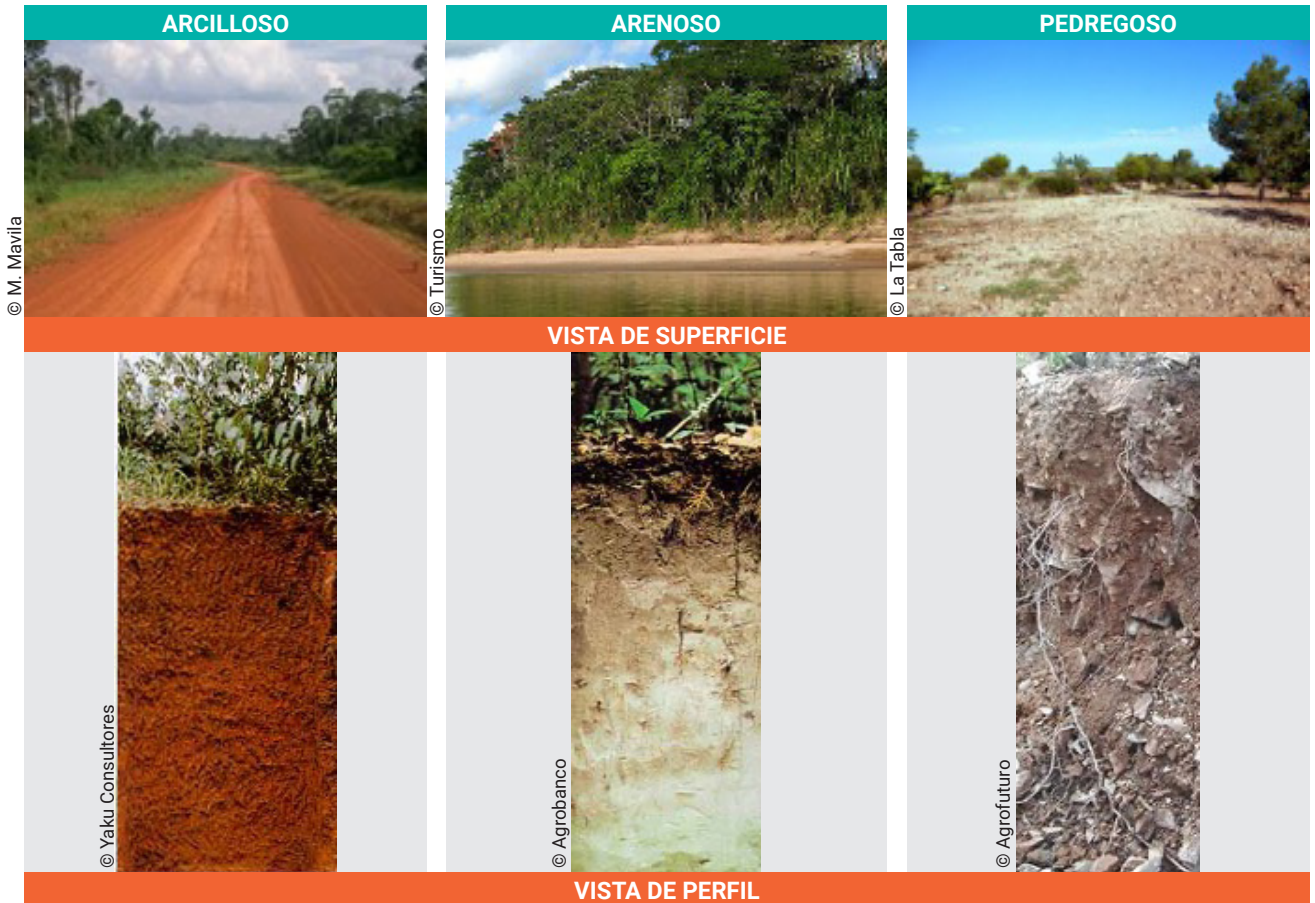 ARCILLOSO
ARENOSO
PEDREGOSO
© M. Mavila
© Turismo
© La Tabla
VISTA DE SUPERFICIE
© Yaku Consultores
© Agrobanco
© Agrofuturo
VISTA DE PERFIL